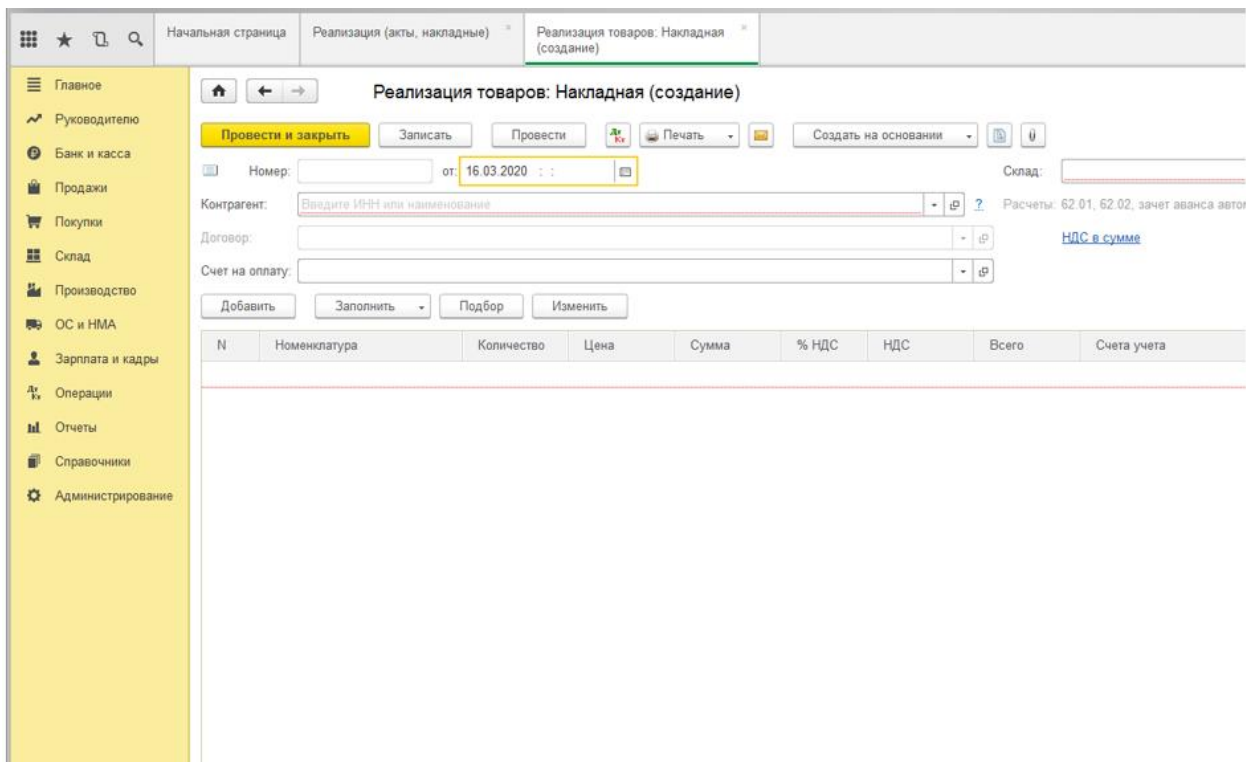 Начальная страница
Реализация (акты, накладные)
Реализация товаров: Накладная
(создание)
Главное
Руководителю
Банк и касса
Продажи
Покупки
Склад
Производство
ОС и НМА
Зарплата и кадры
Операции
Отчеты
Справочники
Администрирование
Реализация товаров: Накладная (создание)
Провести и закрыть Записать Провести Дт Кт Печать Создать на основании
Номер: от: 16.03.2020 : : Склад:
Контрагент: Введите ИНН или наименование ? Расчеты: 62.01, 62.02, зачет аванса автом
Договор: НДС в сумме
Счет на оплату:
Добавить Заполнить Подбор Изменить
N Номенклатура Количество Цена Сумма % НДС НДС Всего Счета учета